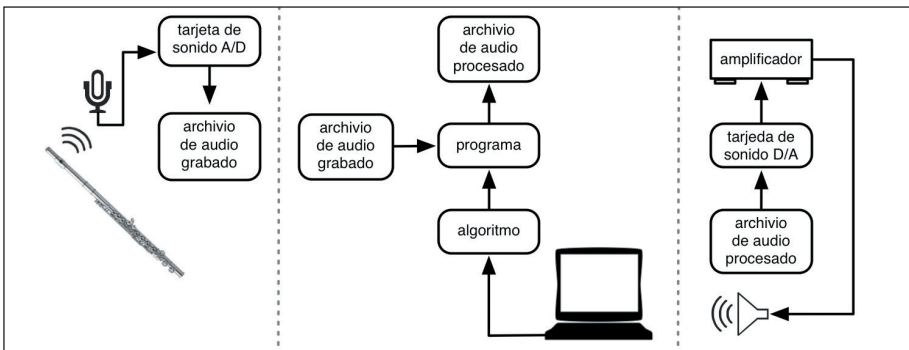 tarjeta de
sonido A/D
archivio
de audio
grabado
archivio
de audio
procesado
archivio
de audio
grabado
programa
algoritmo
amplificador
tarjeda de
sonido D/A
archivio
de audio
procesado